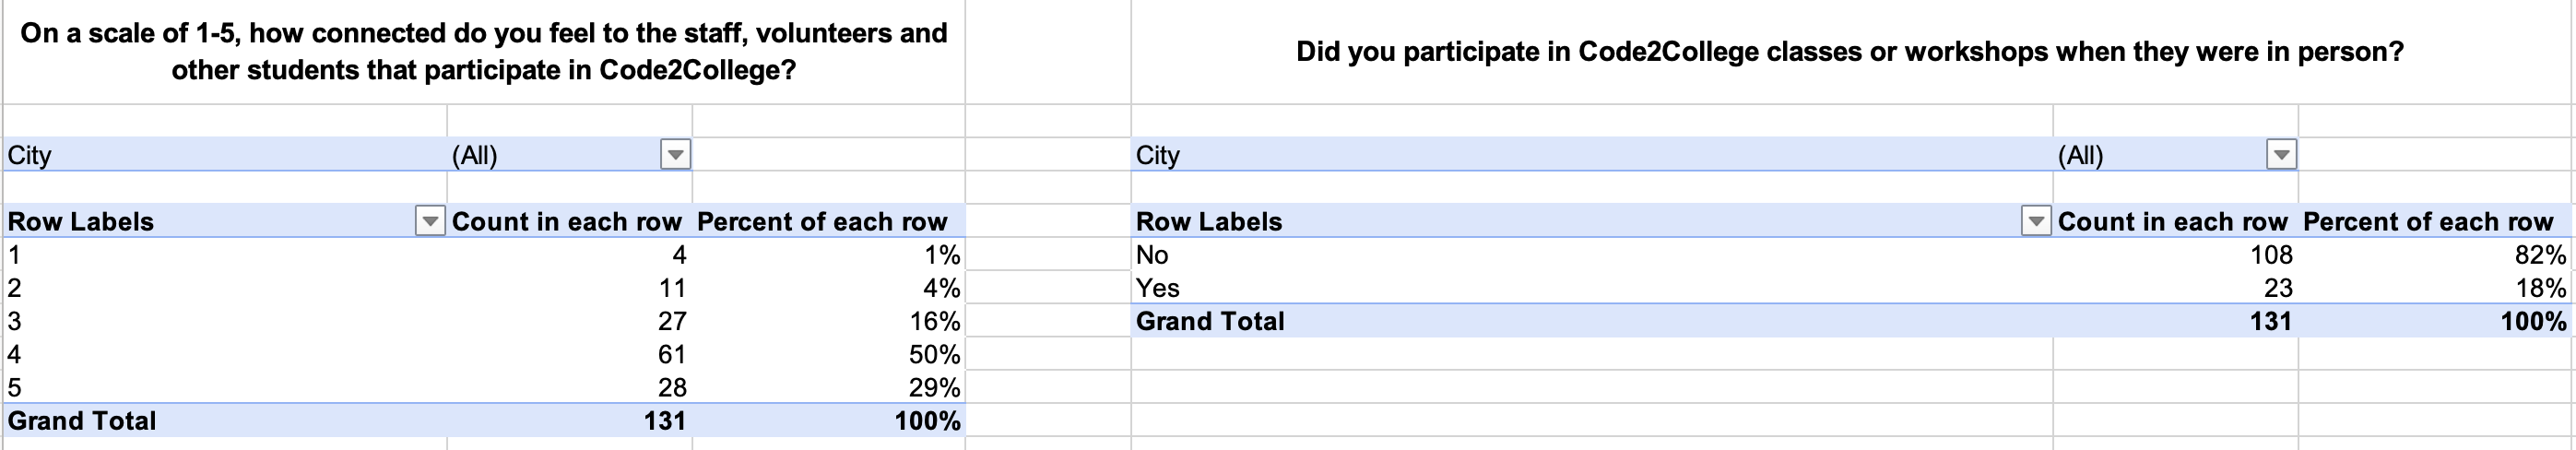 On a scale of 1-5, how connected do you feel to the staff, volunteers and
other students that participate in Code2College?
City (All)
Row Labels Count in each row Percent of each row
1 4 1%
2 11 4%
3 27 16%
4 61 50%
5 28 29%
Grand Total 131 100%
Did you participate in Code2College classes or workshops when they were in person?
City (All)
Row Labels Count in each row Percent of each row
No 108 82%
Yes 23 18%
Grand Total 131 100%